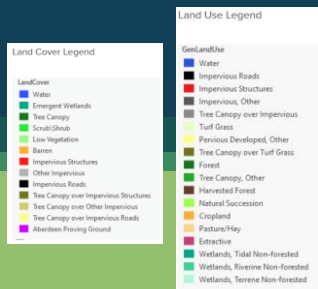 Land Cover Legend
LandCover
Water
Emergent Wetlands
Tree Canopy
Scrub\Shrub
Low Vegetation
Barren
Impervious Structures
Other Impervious
Impervious Roads
Tree Canopy over Impervious Structures
Tree Canopy over Other Impervious
Tree Canopy over Impervious Roads
Aberdeen Proving Ground
Land Use Legend
GenLandUse
Water
Impervious Roads
Impervious Structures
Impervious, Other
Tree Canopy over Impervious
Turf Grass
Pervious Developed, Other
Tree Canopy over Turf Grass
Forest
Tree Canopy, Other
Harvested Forest
Natural Succession
Cropland
Pasture/Hay
Extractive
Wetlands, Tidal Non-forested
Wetlands, Riverine Non-forested
Wetlands, Terrene Non-forested